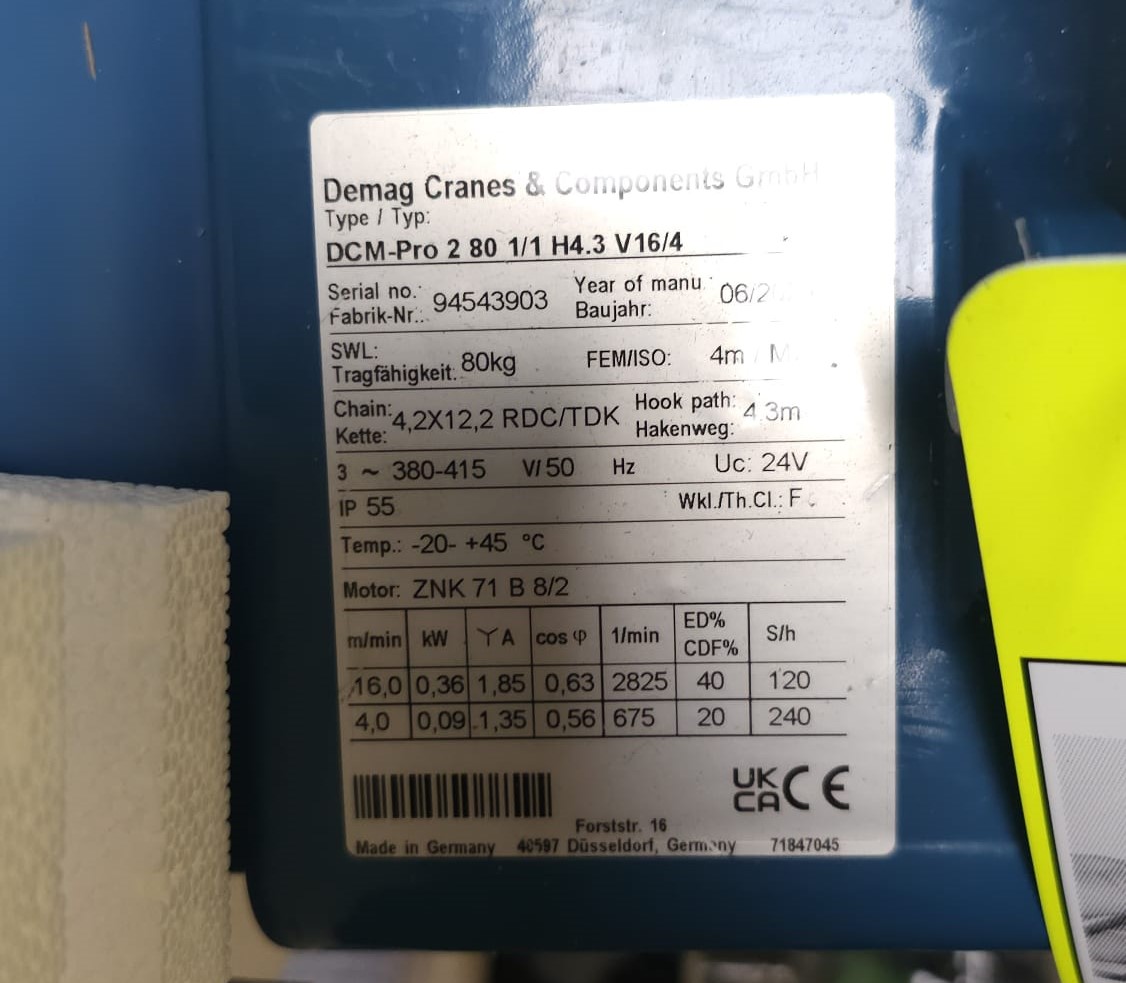 Demag Cranes & Components GmbH
Type / Typ:
DCM-Pro 2 80 1/1 H4.3 V16/4
Serial no.: 94543903 Year of manu
Fabrik-Nr.: Baujahr:
SWL: 80kg FEM/ISO: 4m
Tragfähigkeit:
Chain: 4,2X12,2 RDC/TDK Hook path: 4.3m
Kette: Hakenweg:
3 ~ 380-415 V/ 50 Hz Uc: 24V
IP 55 Wkl./Th.Cl.: F
Temp.: -20- +45 °C
Motor: ZNK 71 B 8/2
m/min kW Y A cos φ 1/min ED% CDF% S/h
16,0 0,36 1,85 0,63 2825 40 120
4,0 0,09 1,35 0,56 675 20 240
UK CA CE
Forststr. 16
Made in Germany 40597 Düsseldorf, Germany 71847045